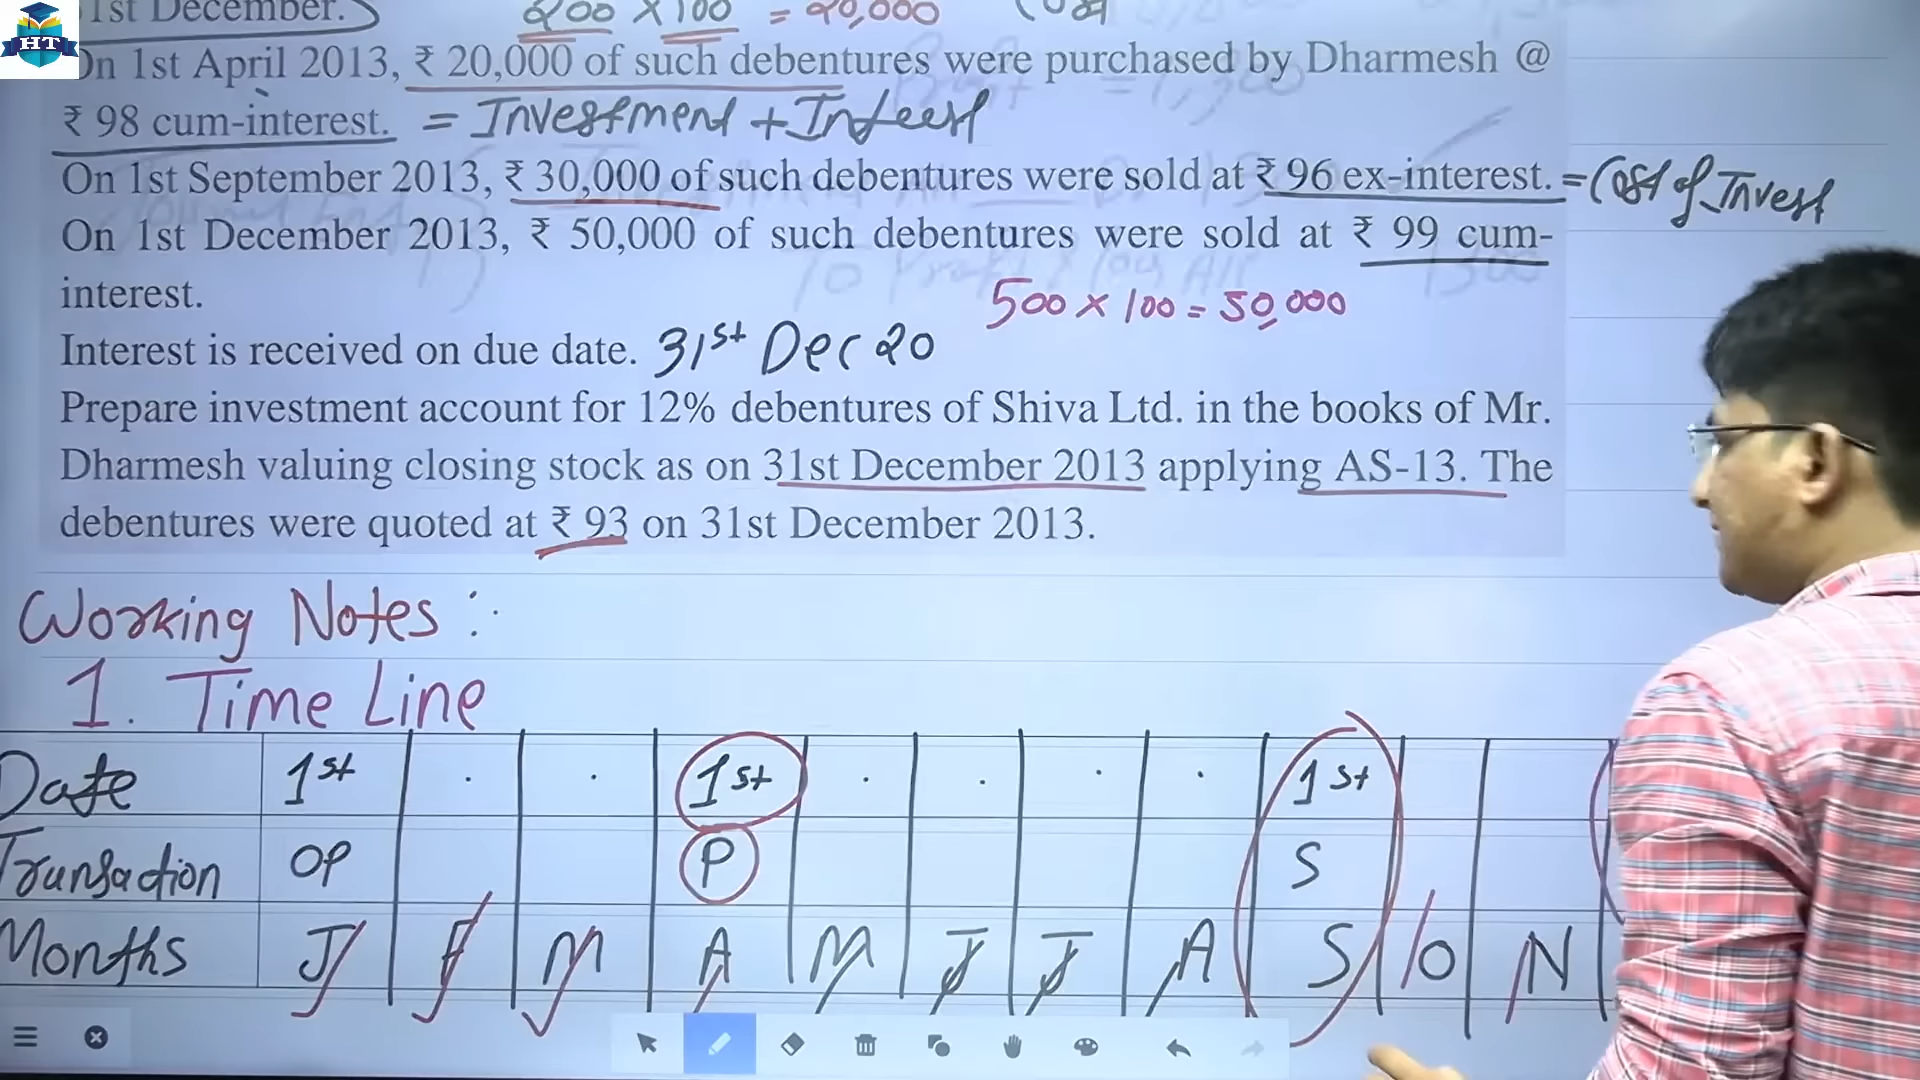 1st December.
200 × 100 = 20,000
HT
On 1st April 2013, ₹ 20,000 of such debentures were purchased by Dharmesh @
₹ 98 cum-interest. = Investment + Inteest
On 1st September 2013, ₹ 30,000 of such debentures were sold at ₹ 96 ex-interest. = Cost of Invest
On 1st December 2013, ₹ 50,000 of such debentures were sold at ₹ 99 cum-
interest.
500 × 100 = 50,000
Interest is received on due date. 31st Dec 20
Prepare investment account for 12% debentures of Shiva Ltd. in the books of Mr.
Dharmesh valuing closing stock as on 31st December 2013 applying AS-13. The
debentures were quoted at ₹ 93 on 31st December 2013.
Working Notes :-
1. Time Line
Date 1st . . 1st . . . . 1st
Transaction OP P S
Months J F M A M J J A S O N